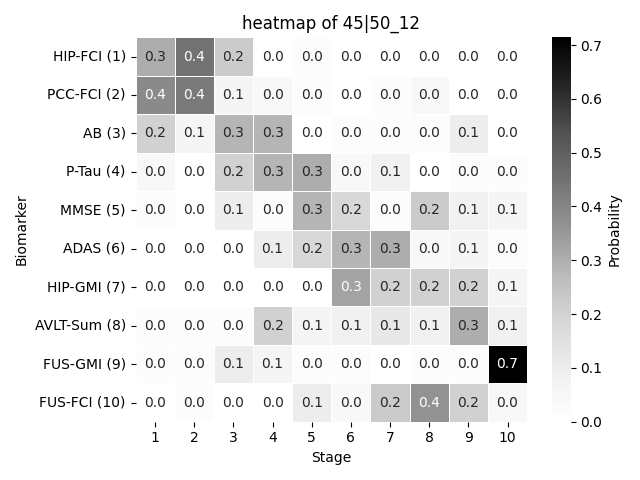 heatmap of 45|50_12
HIP-FCI (1) 0.3 0.4 0.2 0.0 0.0 0.0 0.0 0.0 0.0 0.0
PCC-FCI (2) 0.4 0.4 0.1 0.0 0.0 0.0 0.0 0.0 0.0 0.0
AB (3) 0.2 0.1 0.3 0.3 0.0 0.0 0.0 0.0 0.1 0.0
P-Tau (4) 0.0 0.0 0.2 0.3 0.3 0.0 0.1 0.0 0.0 0.0
MMSE (5) 0.0 0.0 0.1 0.0 0.3 0.2 0.0 0.2 0.1 0.1
ADAS (6) 0.0 0.0 0.0 0.1 0.2 0.3 0.3 0.0 0.1 0.0
HIP-GMI (7) 0.0 0.0 0.0 0.0 0.0 0.3 0.2 0.2 0.2 0.1
AVLT-Sum (8) 0.0 0.0 0.0 0.2 0.1 0.1 0.1 0.1 0.3 0.1
FUS-GMI (9) 0.0 0.0 0.1 0.1 0.0 0.0 0.0 0.0 0.0 0.7
FUS-FCI (10) 0.0 0.0 0.0 0.0 0.1 0.0 0.2 0.4 0.2 0.0
1 2 3 4 5 6 7 8 9 10
Stage
Biomarker
0.7
0.6
0.5
0.4
0.3
0.2
0.1
0.0
Probability